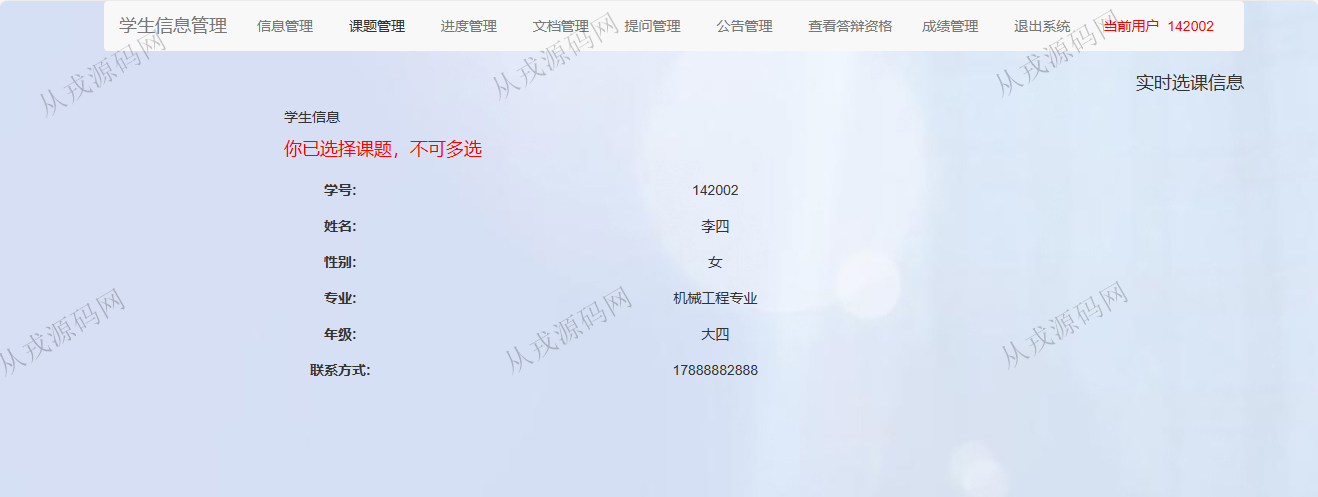 学生信息管理 信息管理 课题管理 进度管理 文档管理 提问管理 公告管理 查看答辩资格 成绩管理 退出系统 当前用户 142002
从戎源码网 从戎源码网 从戎源码网
实时选课信息
学生信息
你已选择课题，不可多选
学号: 142002
姓名: 李四
性别: 女
专业: 机械工程专业
年级: 大四
联系方式: 17888882888
从戎源码网 从戎源码网 从戎源码网